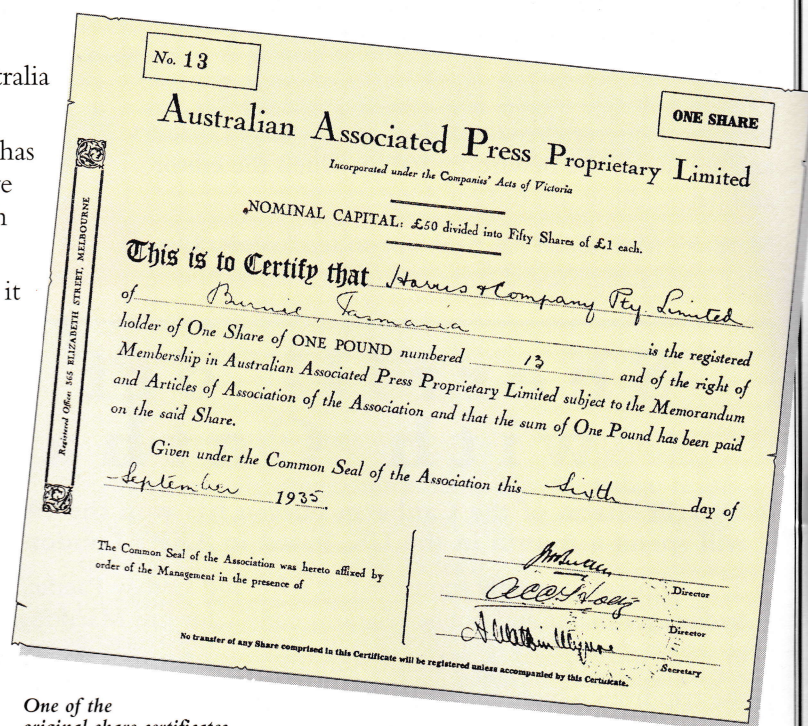 tralia
has
it
No. 13
ONE SHARE
Australian Associated Press Proprietary Limited
Incorporated under the Companies' Acts of Victoria
NOMINAL CAPITAL: £50 divided into Fifty Shares of £1 each.
This is to Certify that Harris & Company Pty. Limited
of Burnie, Tasmania is the registered
holder of One Share of ONE POUND numbered 13 and of the right of
Membership in Australian Associated Press Proprietary Limited subject to the Memorandum
and Articles of Association of the Association and that the sum of One Pound has been paid
on the said Share.
Given under the Common Seal of the Association this Sixth day of
September 1935.
The Common Seal of the Association was hereto affixed by
order of the Management in the presence of
Director
Director
Secretary
No transfer of any Share comprised in this Certificate will be registered unless accompanied by this Certificate.
Registered Office: 365 ELIZABETH STREET, MELBOURNE
One of the
original share certificates